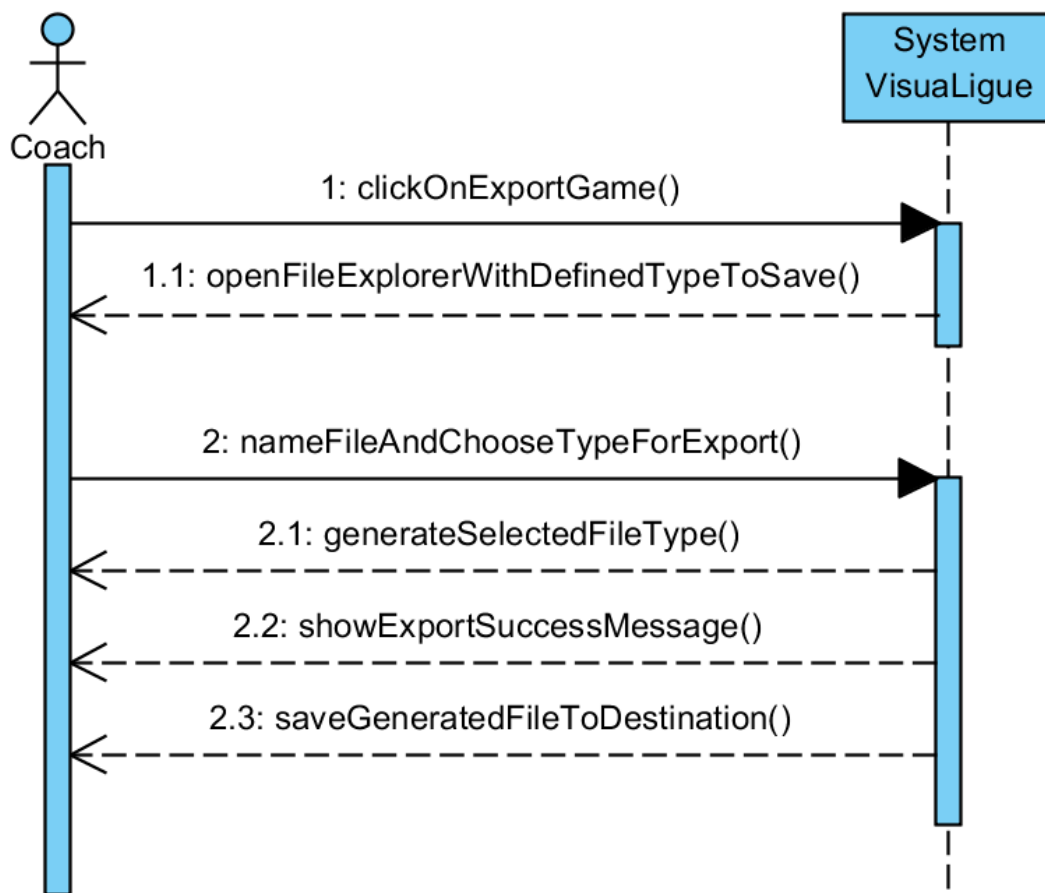 System
VisuaLigue
Coach
1: clickOnExportGame()
1.1: openFileExplorerWithDefinedTypeToSave()
2: nameFileAndChooseTypeForExport()
2.1: generateSelectedFileType()
2.2: showExportSuccessMessage()
2.3: saveGeneratedFileToDestination()